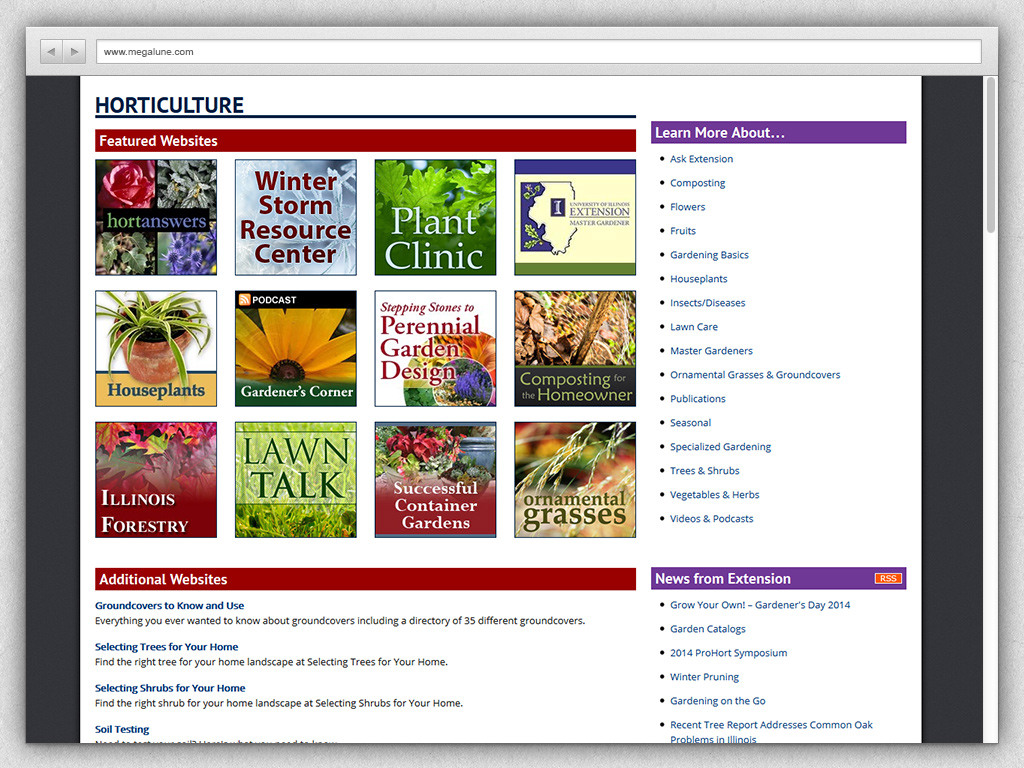 www.megalune.com
HORTICULTURE
Featured Websites
hortanswers
Winter
Storm
Resource
Center
Plant
Clinic
I
UNIVERSITY OF ILLINOIS
EXTENSION
MASTER GARDENER
Houseplants
PODCAST
Gardener's Corner
Stepping Stones to
Perennial
Garden
Design
Composting for
the Homeowner
ILLINOIS
FORESTRY
LAWN
TALK
Successful
Container
Gardens
ornamental
grasses
Additional Websites
Groundcovers to Know and Use
Everything you ever wanted to know about groundcovers including a directory of 35 different groundcovers.
Selecting Trees for Your Home
Find the right tree for your home landscape at Selecting Trees for Your Home.
Selecting Shrubs for Your Home
Find the right shrub for your home landscape at Selecting Shrubs for Your Home.
Soil Testing
Learn More About...
Ask Extension
Composting
Flowers
Fruits
Gardening Basics
Houseplants
Insects/Diseases
Lawn Care
Master Gardeners
Ornamental Grasses & Groundcovers
Publications
Seasonal
Specialized Gardening
Trees & Shrubs
Vegetables & Herbs
Videos & Podcasts
News from Extension
RSS
Grow Your Own! – Gardener's Day 2014
Garden Catalogs
2014 ProHort Symposium
Winter Pruning
Gardening on the Go
Recent Tree Report Addresses Common Oak
Problems in Illinois